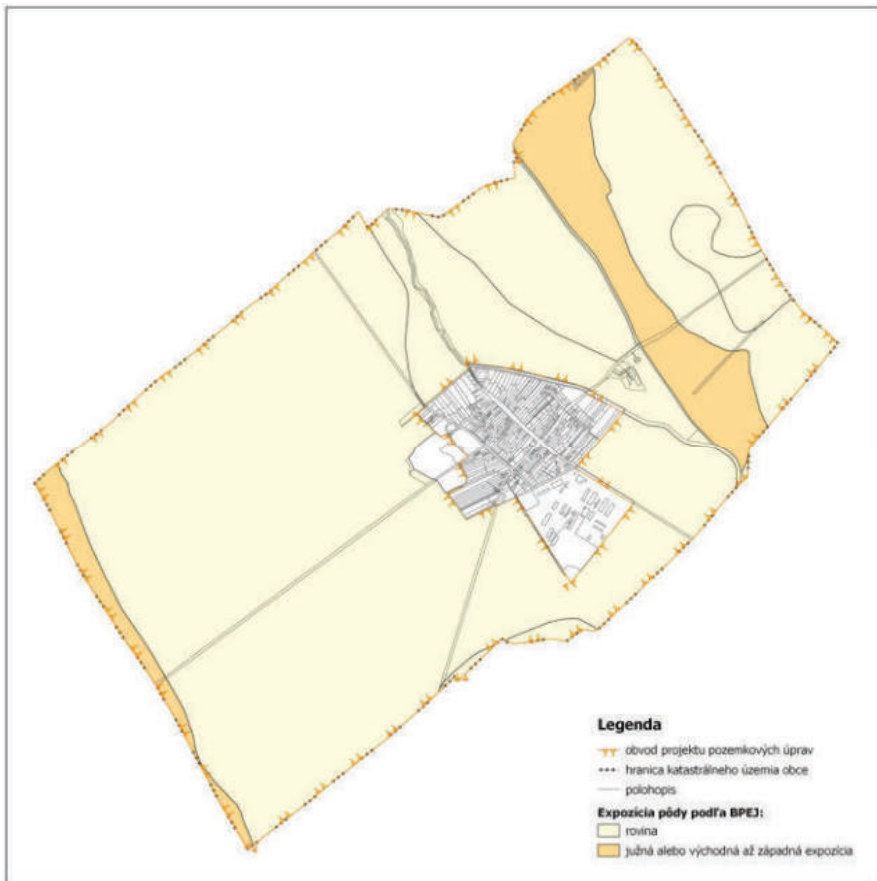 Legenda
obvod projektu pozemkových úprav
hranica katastrálneho územia obce
polohopis
Expozícia pôdy podľa BPEJ:
rovina
južná alebo východná až západná expozícia